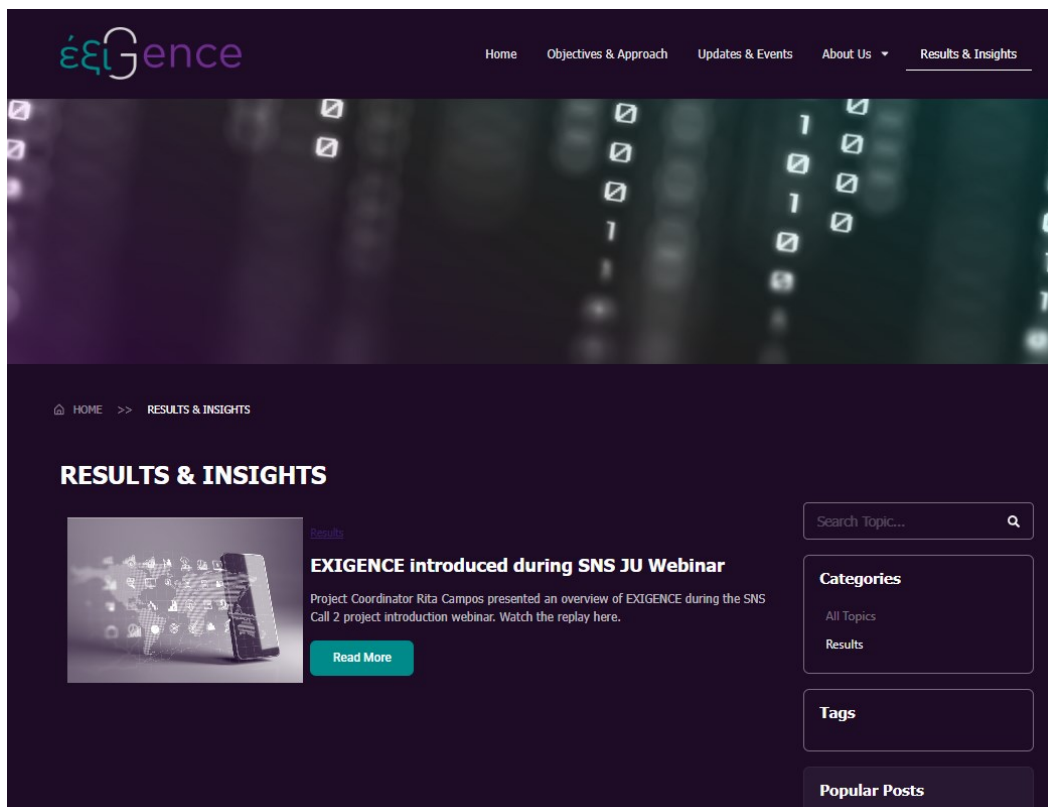 έξιGence
Home Objectives & Approach Updates & Events About Us Results & Insights
HOME >> RESULTS & INSIGHTS
RESULTS & INSIGHTS
Results
EXIGENCE introduced during SNS JU Webinar
Project Coordinator Rita Campos presented an overview of EXIGENCE during the SNS
Call 2 project introduction webinar. Watch the replay here.
Read More
Search Topic...
Categories
All Topics
Results
Tags
Popular Posts